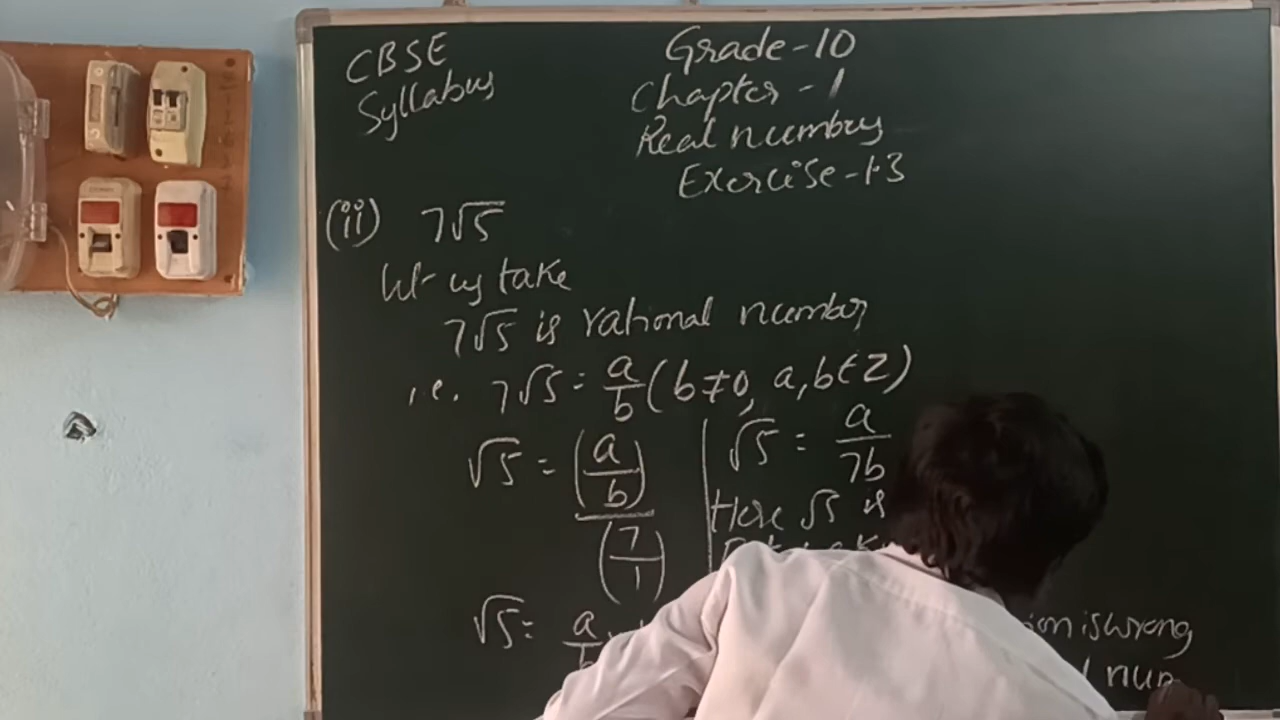 CBSE
Syllabus
Grade-10
Chapter-1
Real numbers
Exercise-1.3
(ii) 7√5
Let us take
7√5 is rational number
i.e. 7√5 = a/b (b≠0, a,b∈Z)
√5 = (a/b)/(7/1)
√5 = a/b
√5 = a/7b
Here √5 is
is wrong
num